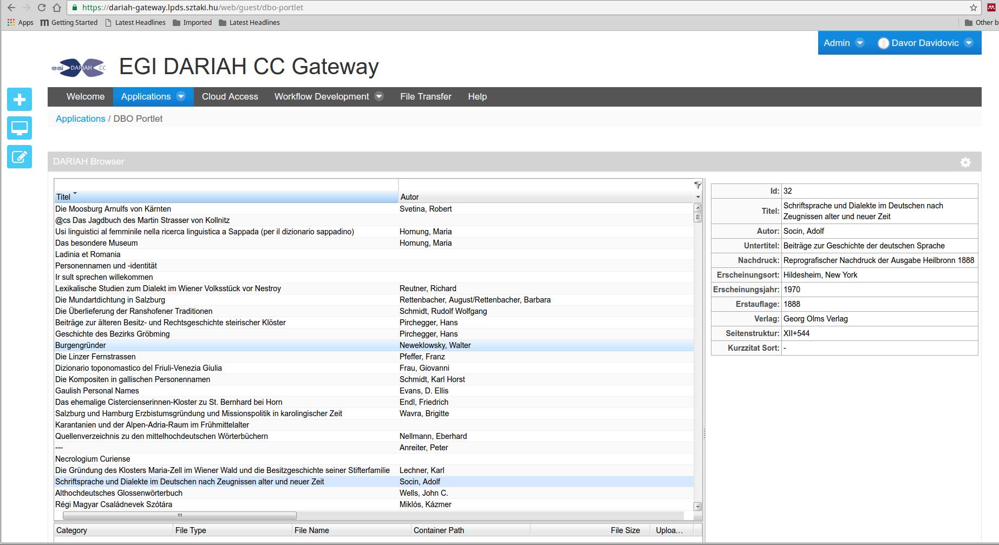 https://dariah-gateway.lpds.sztaki.hu/web/guest/dbo-portlet
Apps Getting Started Latest Headlines Imported Latest Headlines Other b
Admin Davor Davidovic
egi DARIAH CC EGI DARIAH CC Gateway
Welcome Applications Cloud Access Workflow Development File Transfer Help
Applications / DBO Portlet
DARIAH Browser
Titel Autor
Die Moosburg Arnulfs von Kärnten Svetina, Robert
@cs Das Jagdbuch des Martin Strasser von Kollnitz
Usi linguistici al femminile nella ricerca linguistica a Sappada (per il dizionario sappadino) Hornung, Maria
Das besondere Museum Hornung, Maria
Ladinia et Romania
Personennamen und -identität
Ir sult sprechen willekommen
Lexikalische Studien zum Dialekt im Wiener Volksstück vor Nestroy Reutner, Richard
Die Mundartdichtung in Salzburg Rettenbacher, August/Rettenbacher, Barbara
Die Überlieferung der Ranshofener Traditionen Schmidt, Rudolf Wolfgang
Beiträge zur älteren Besitz- und Rechtsgeschichte steirischer Klöster Pirchegger, Hans
Geschichte des Bezirks Gröbming Pirchegger, Hans
Burgengründer Neweklowsky, Walter
Die Linzer Fernstrassen Pfeffer, Franz
Dizionario toponomastico del Friuli-Venezia Giulia Frau, Giovanni
Die Kompositen in gallischen Personennamen Schmidt, Karl Horst
Gaulish Personal Names Evans, D. Ellis
Das ehemalige Cistercienserinnen-Kloster zu St. Bernhard bei Horn Endl, Friedrich
Salzburg und Hamburg Erzbistumsgründung und Missionspolitik in karolingischer Zeit Wavra, Brigitte
Karantanien und der Alpen-Adria-Raum im Frühmittelalter
Quellenverzeichnis zu den mittelhochdeutschen Wörterbüchern Nellmann, Eberhard
--- Anreiter, Peter
Necrologium Curiense
Die Gründung des Klosters Maria-Zell im Wiener Wald und die Besitzgeschichte seiner Stifterfamilie Lechner, Karl
Schriftsprache und Dialekte im Deutschen nach Zeugnissen alter und neuer Zeit Socin, Adolf
Althochdeutsches Glossenwörterbuch Wells, John C.
Régi Magyar Családnevek Szótára Miklós, Kázmer
Category File Type File Name Container Path File Size Uploa...
Id: 32
Titel: Schriftsprache und Dialekte im Deutschen nach
Zeugnissen alter und neuer Zeit
Autor: Socin, Adolf
Untertitel: Beiträge zur Geschichte der deutschen Sprache
Nachdruck: Reprografischer Nachdruck der Ausgabe Heilbronn 1888
Erscheinungsort: Hildesheim, New York
Erscheinungsjahr: 1970
Erstauflage: 1888
Verlag: Georg Olms Verlag
Seitenstruktur: XII+544
Kurzzitat Sort: -